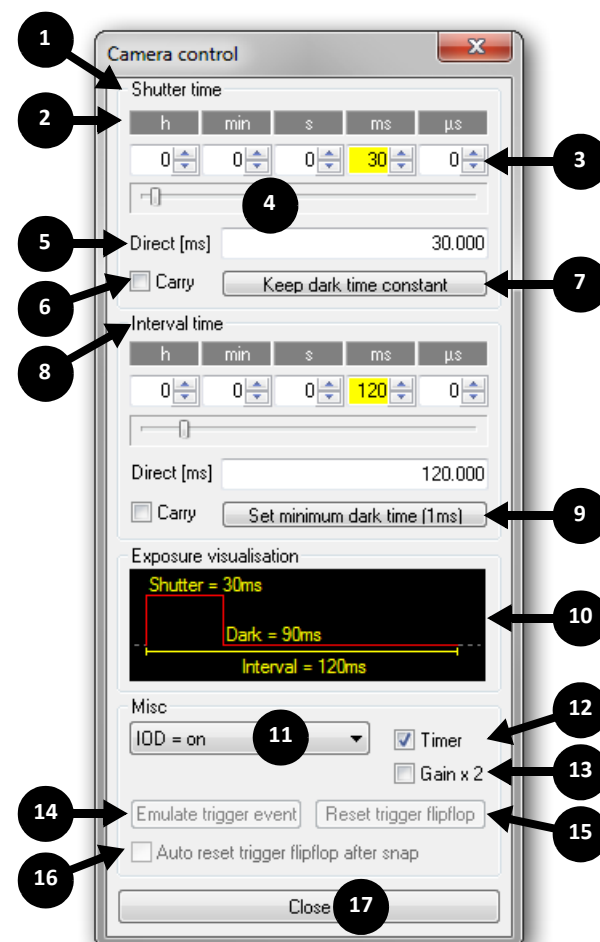 1
Camera control
x
Shutter time
2
h min s ms µs
0 0 0 30 0
3
4
5
Direct [ms] 30.000
6
Carry Keep dark time constant
7
Interval time
8
h min s ms µs
0 0 0 120 0
Direct [ms] 120.000
Carry Set minimum dark time (1ms)
9
Exposure visualisation
Shutter = 30ms
Dark = 90ms
Interval = 120ms
10
Misc
IOD = on
11
Timer
12
Gain x 2
13
14
Emulate trigger event Reset trigger flipflop
15
16
Auto reset trigger flipflop after snap
Close
17